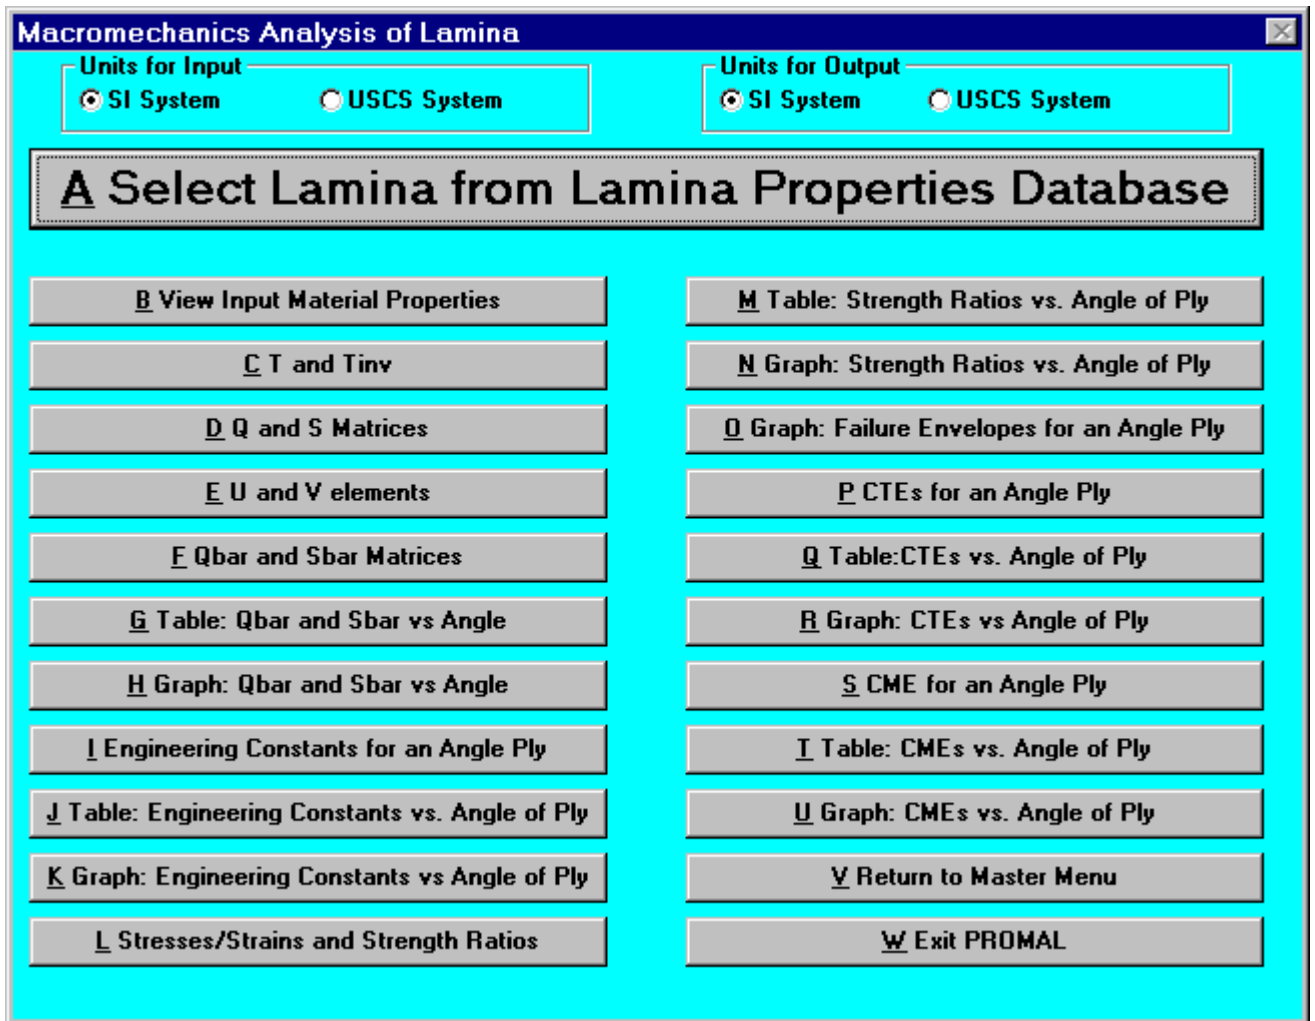 Macromechanics Analysis of Lamina
Units for Input
SI System
USCS System
Units for Output
SI System
USCS System
A Select Lamina from Lamina Properties Database
B View Input Material Properties
C T and Tinv
D Q and S Matrices
E U and V elements
F Qbar and Sbar Matrices
G Table: Qbar and Sbar vs Angle
H Graph: Qbar and Sbar vs Angle
I Engineering Constants for an Angle Ply
J Table: Engineering Constants vs. Angle of Ply
K Graph: Engineering Constants vs Angle of Ply
L Stresses/Strains and Strength Ratios
M Table: Strength Ratios vs. Angle of Ply
N Graph: Strength Ratios vs. Angle of Ply
O Graph: Failure Envelopes for an Angle Ply
P CTEs for an Angle Ply
Q Table:CTEs vs. Angle of Ply
R Graph: CTEs vs Angle of Ply
S CME for an Angle Ply
T Table: CMEs vs. Angle of Ply
U Graph: CMEs vs. Angle of Ply
V Return to Master Menu
W Exit PROMAL